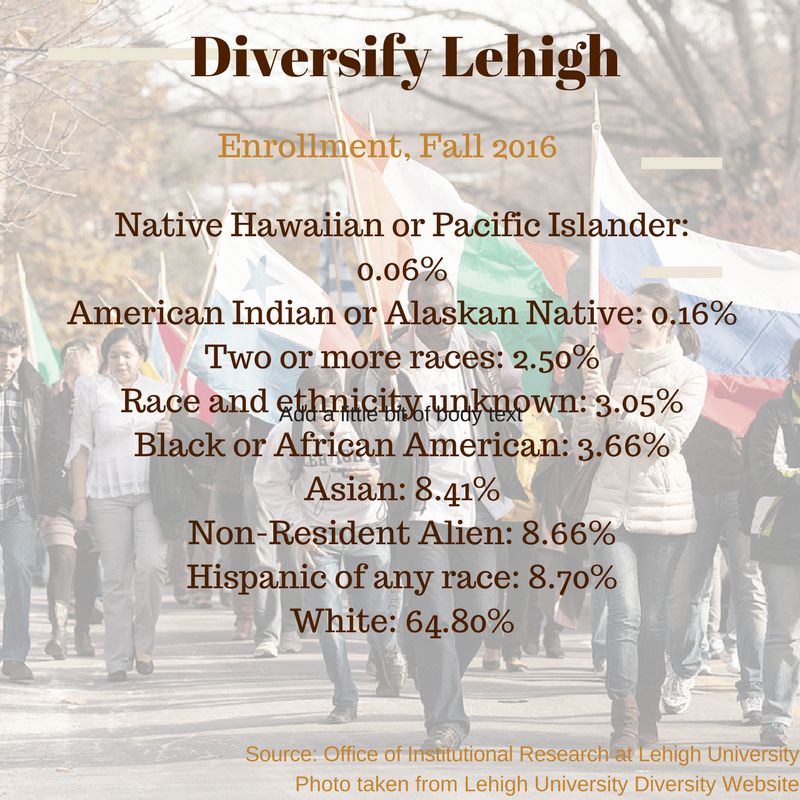 Diversify Lehigh
Enrollment, Fall 2016
Native Hawaiian or Pacific Islander:
0.06%
American Indian or Alaskan Native: 0.16%
Two or more races: 2.50%
Race and ethnicity unknown: 3.05%
Add a little bit of body text
Black or African American: 3.66%
Asian: 8.41%
Non-Resident Alien: 8.66%
Hispanic of any race: 8.70%
White: 64.80%
Source: Office of Institutional Research at Lehigh University
Photo taken from Lehigh University Diversity Website